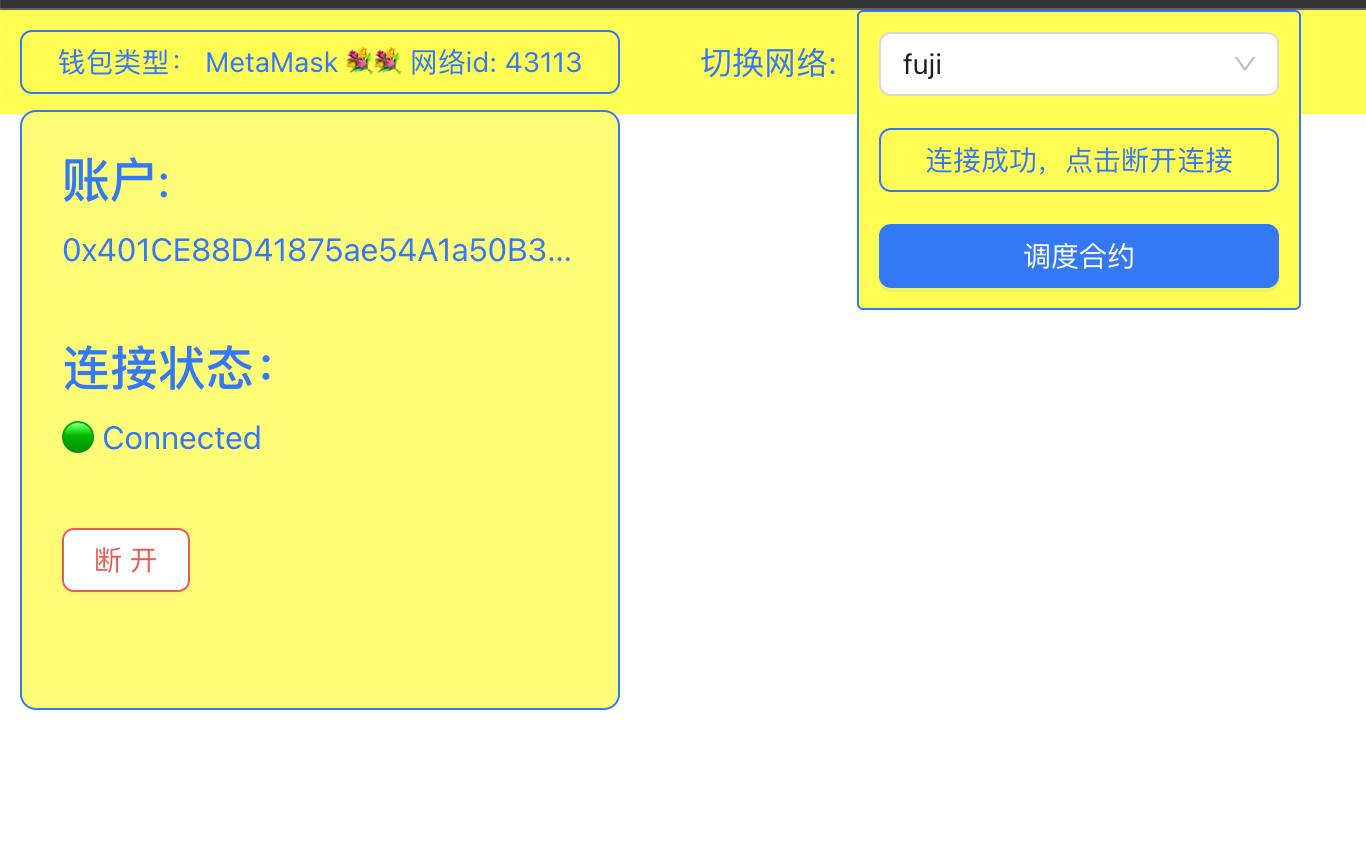 钱包类型： MetaMask 💐💐 网络id: 43113
切换网络:
fuji
连接成功，点击断开连接
调度合约
账户:
0x401CE88D41875ae54A1a50B3...
连接状态：
🟢 Connected
断 开